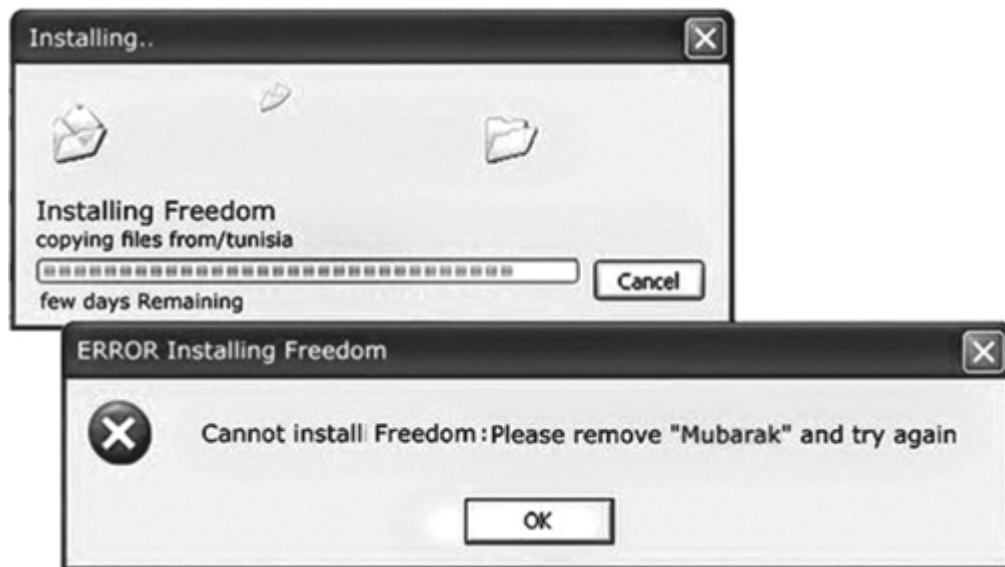 Installing..
Installing Freedom
copying files from/tunisia
Cancel
few days Remaining
ERROR Installing Freedom
Cannot install Freedom:Please remove "Mubarak" and try again
OK